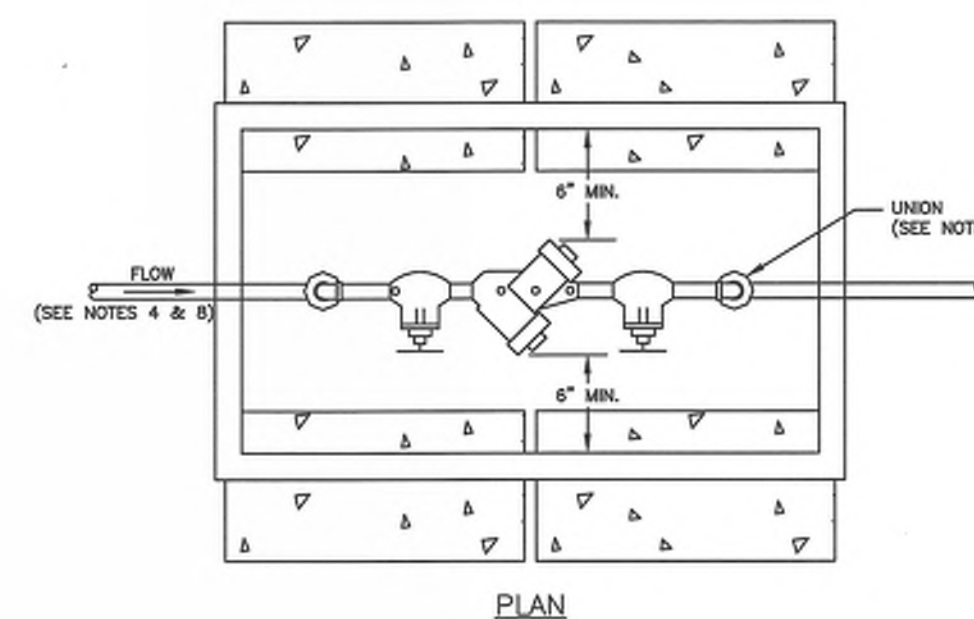 6" MIN.
UNION
(SEE NOT
FLOW
(SEE NOTES 4 & 8)
6" MIN.
PLAN